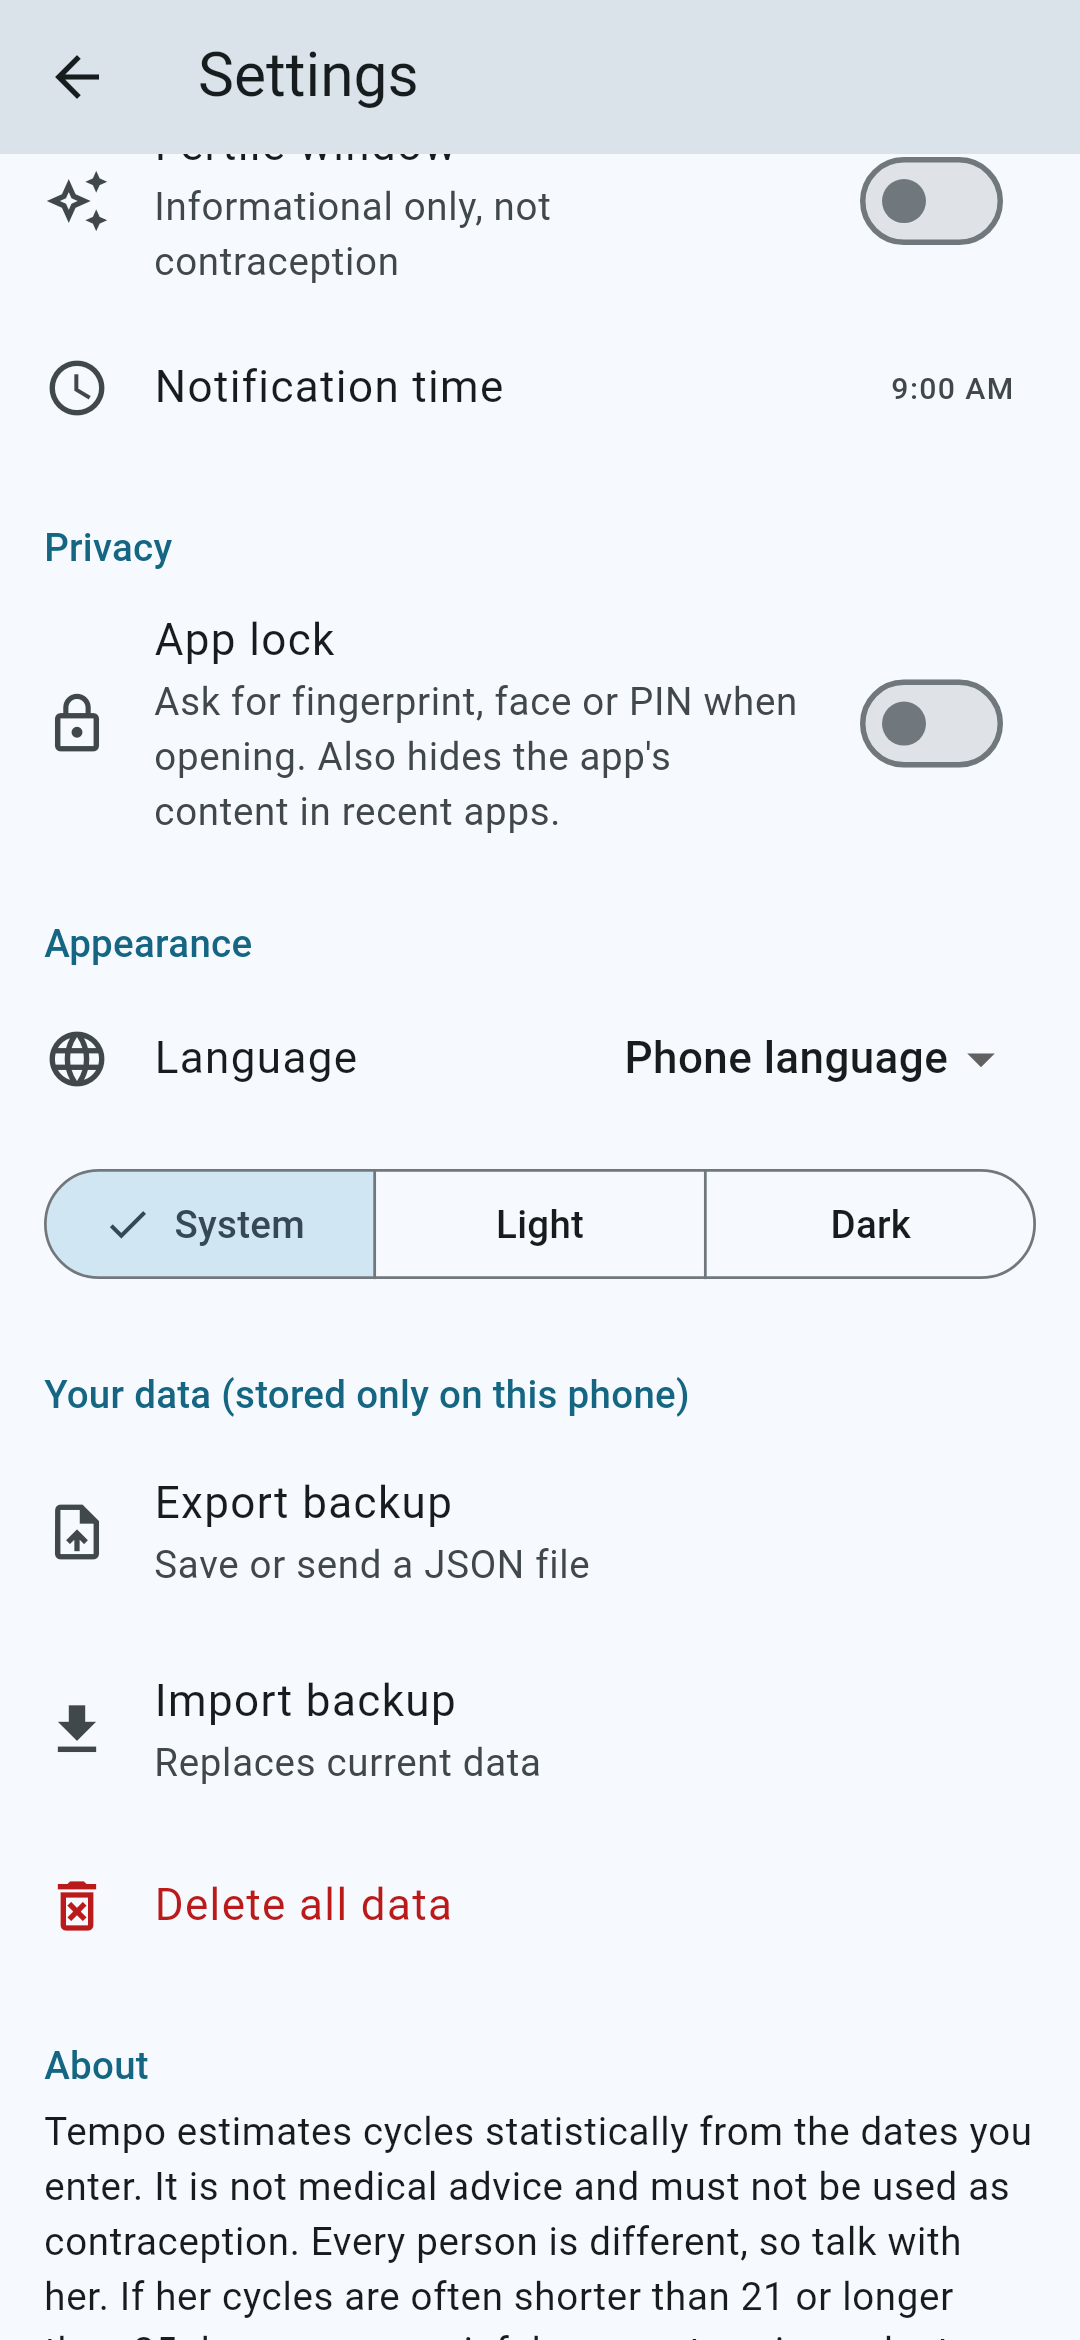 Settings
Fertile window
Informational only, not
contraception
Notification time
9:00 AM
Privacy
App lock
Ask for fingerprint, face or PIN when
opening. Also hides the app's
content in recent apps.
Appearance
Language
Phone language
System
Light
Dark
Your data (stored only on this phone)
Export backup
Save or send a JSON file
Import backup
Replaces current data
Delete all data
About
Tempo estimates cycles statistically from the dates you
enter. It is not medical advice and must not be used as
contraception. Every person is different, so talk with
her. If her cycles are often shorter than 21 or longer